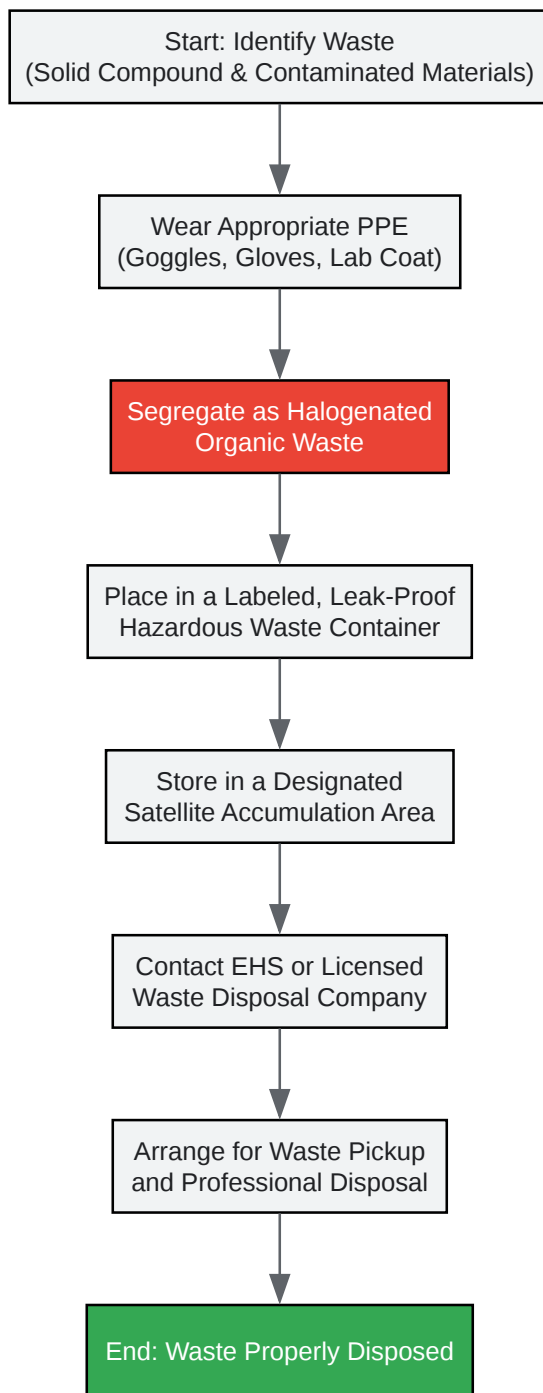 Start: Identify Waste
(Solid Compound & Contaminated Materials)
Wear Appropriate PPE
(Goggles, Gloves, Lab Coat)
Segregate as Halogenated
Organic Waste
Place in a Labeled, Leak-Proof
Hazardous Waste Container
Store in a Designated
Satellite Accumulation Area
Contact EHS or Licensed
Waste Disposal Company
Arrange for Waste Pickup
and Professional Disposal
End: Waste Properly Disposed